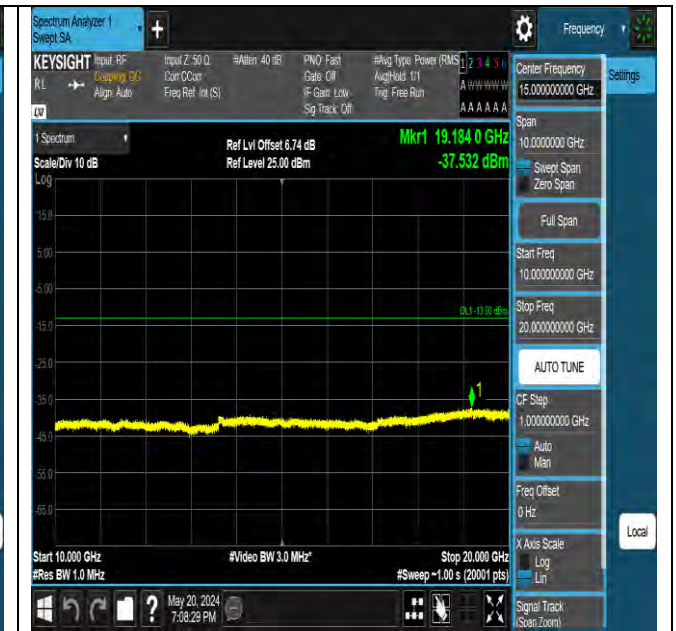 Spectrum Analyzer 1
Swept SA
+
Frequency
KEYSIGHT
RL
Input: RF
Coupling: DC
Align: Auto
Input Z: 50 Ω
Corr CCorr
Freq Ref: Int (S)
#Atten: 40 dB
PNO: Fast
Gate: Off
IF Gain: Low
Sig Track: Off
#Avg Type: Power (RMS
Avg|Hold: 1/1
Trig: Free Run
1 2 3 4 5 6
A W W W W W
A A A A A A
LXI
1 Spectrum
Scale/Div 10 dB
Log
Ref Lvl Offset 6.74 dB
Ref Level 25.00 dBm
Mkr1 19.184 0 GHz
-37.532 dBm
15.0
5.00
-5.00
-15.0
-25.0
-35.0
-45.0
-55.0
-65.0
DL1 -13.00 dBm
1
Start 10.000 GHz
#Res BW 1.0 MHz
#Video BW 3.0 MHz*
Stop 20.000 GHz
#Sweep ~1.00 s (20001 pts)
?
May 20, 2024
7:08:29 PM
Center Frequency
15.000000000 GHz
Settings
Span
10.0000000 GHz
Swept Span
Zero Span
Full Span
Start Freq
10.000000000 GHz
Stop Freq
20.000000000 GHz
AUTO TUNE
CF Step
1.000000000 GHz
Auto
Man
Freq Offset
0 Hz
X Axis Scale
Log
Lin
Signal Track
(Span Zoom)
Local